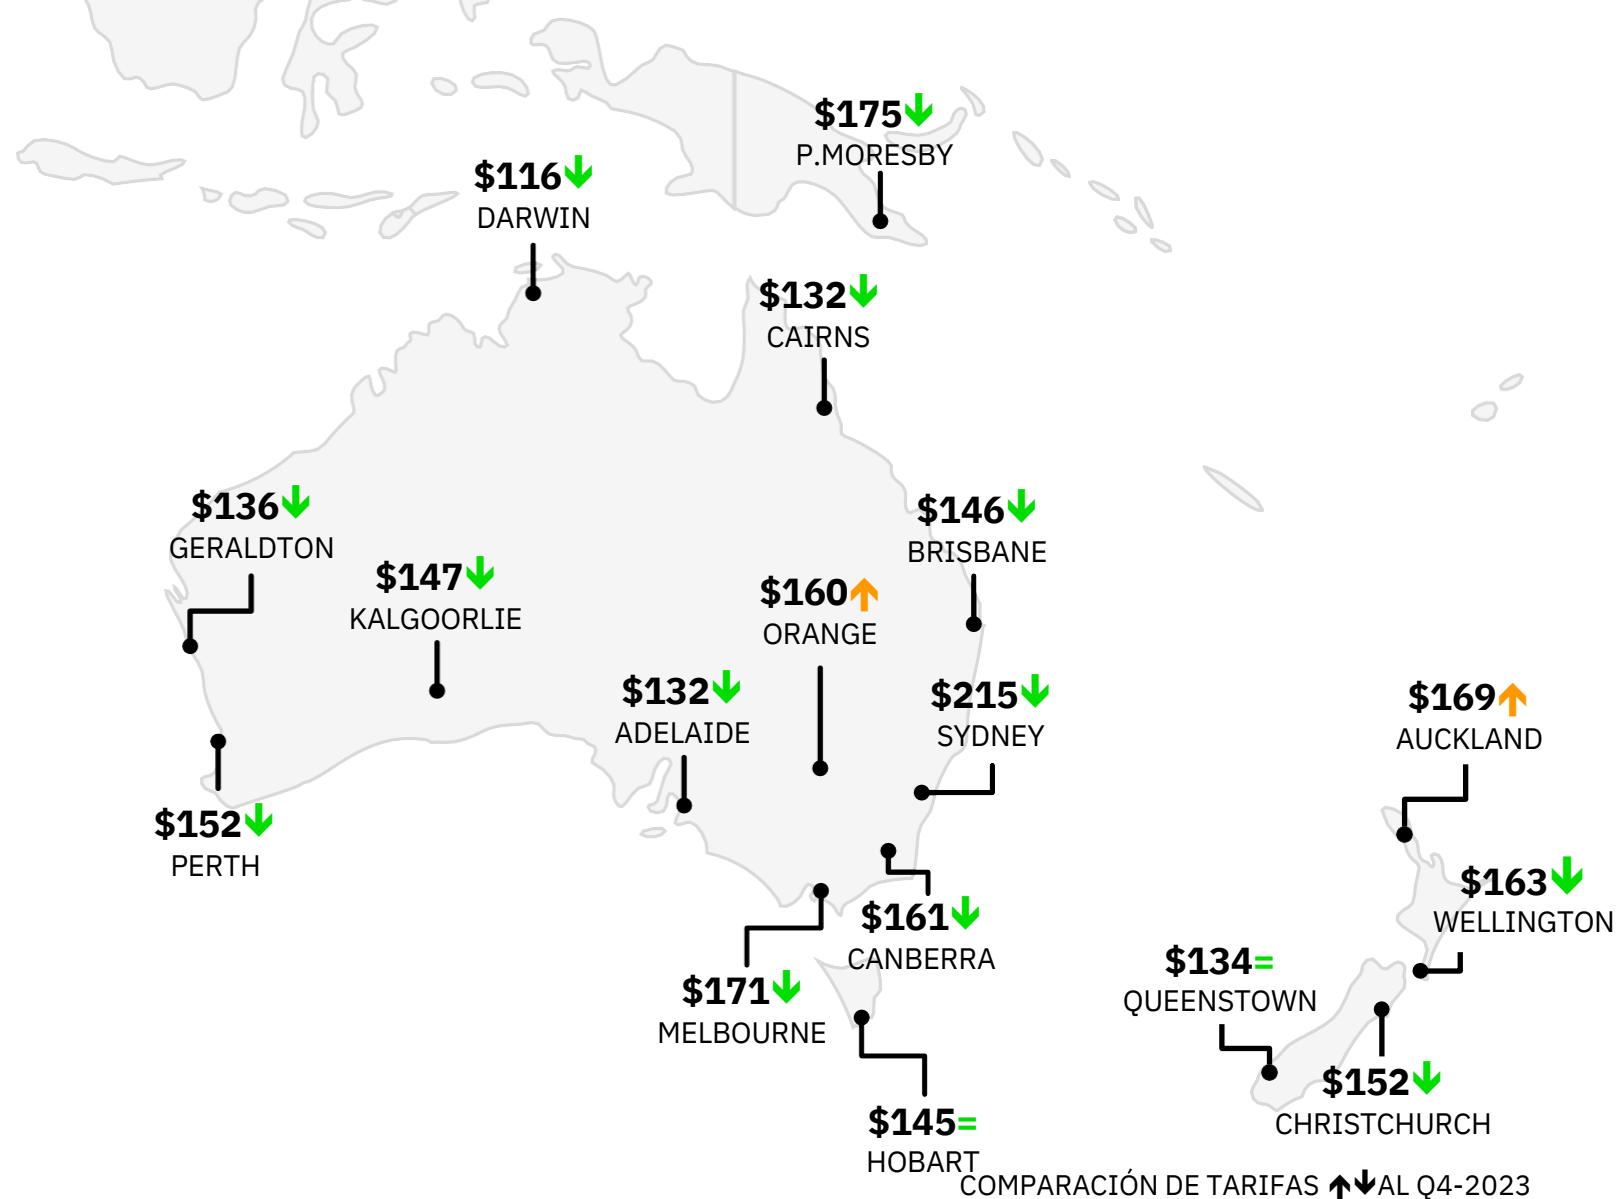 $175↓
P.MORESBY
$116↓
DARWIN
$132↓
CAIRNS
$136↓
GERALDTON
$146↓
BRISBANE
$147↓
KALGOORLIE
$160↑
ORANGE
$132↓
ADELAIDE
$215↓
SYDNEY
$169↑
AUCKLAND
$152↓
PERTH
$163↓
WELLINGTON
$161↓
CANBERRA
$134=
QUEENSTOWN
$171↓
MELBOURNE
$152↓
CHRISTCHURCH
$145=
HOBART
COMPARACIÓN DE TARIFAS ↑↓AL Q4-2023